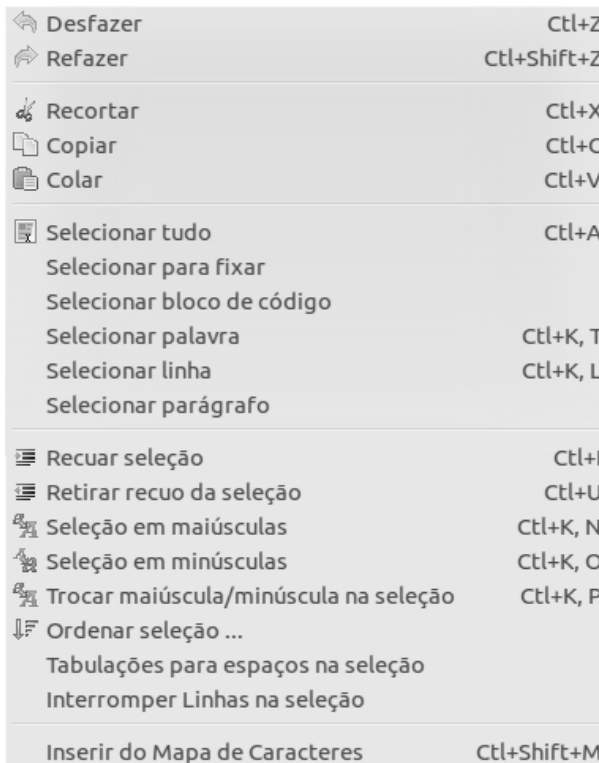 Desfazer Ctl+Z
Refazer Ctl+Shift+Z
Recortar Ctl+X
Copiar Ctl+C
Colar Ctl+V
Selecionar tudo Ctl+A
Selecionar para fixar
Selecionar bloco de código
Selecionar palavra Ctl+K, T
Selecionar linha Ctl+K, L
Selecionar parágrafo
Recuar seleção Ctl+I
Retirar recuo da seleção Ctl+U
Seleção em maiúsculas Ctl+K, N
Seleção em minúsculas Ctl+K, O
Trocar maiúscula/minúscula na seleção Ctl+K, P
Ordenar seleção ...
Tabulações para espaços na seleção
Interromper Linhas na seleção
Inserir do Mapa de Caracteres Ctl+Shift+M